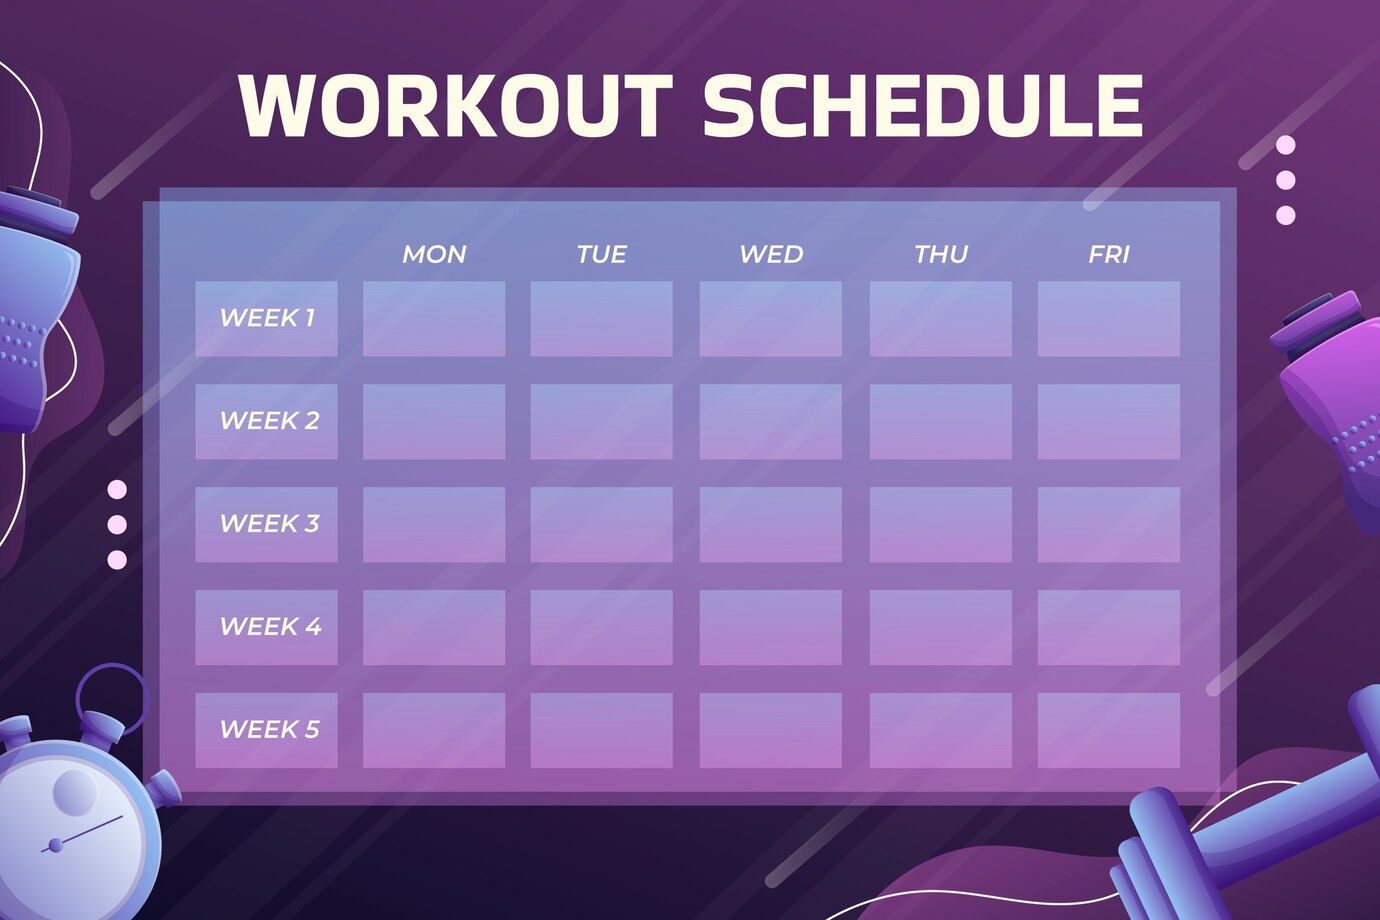 WORKOUT SCHEDULE
MON TUE WED THU FRI
WEEK 1
WEEK 2
WEEK 3
WEEK 4
WEEK 5